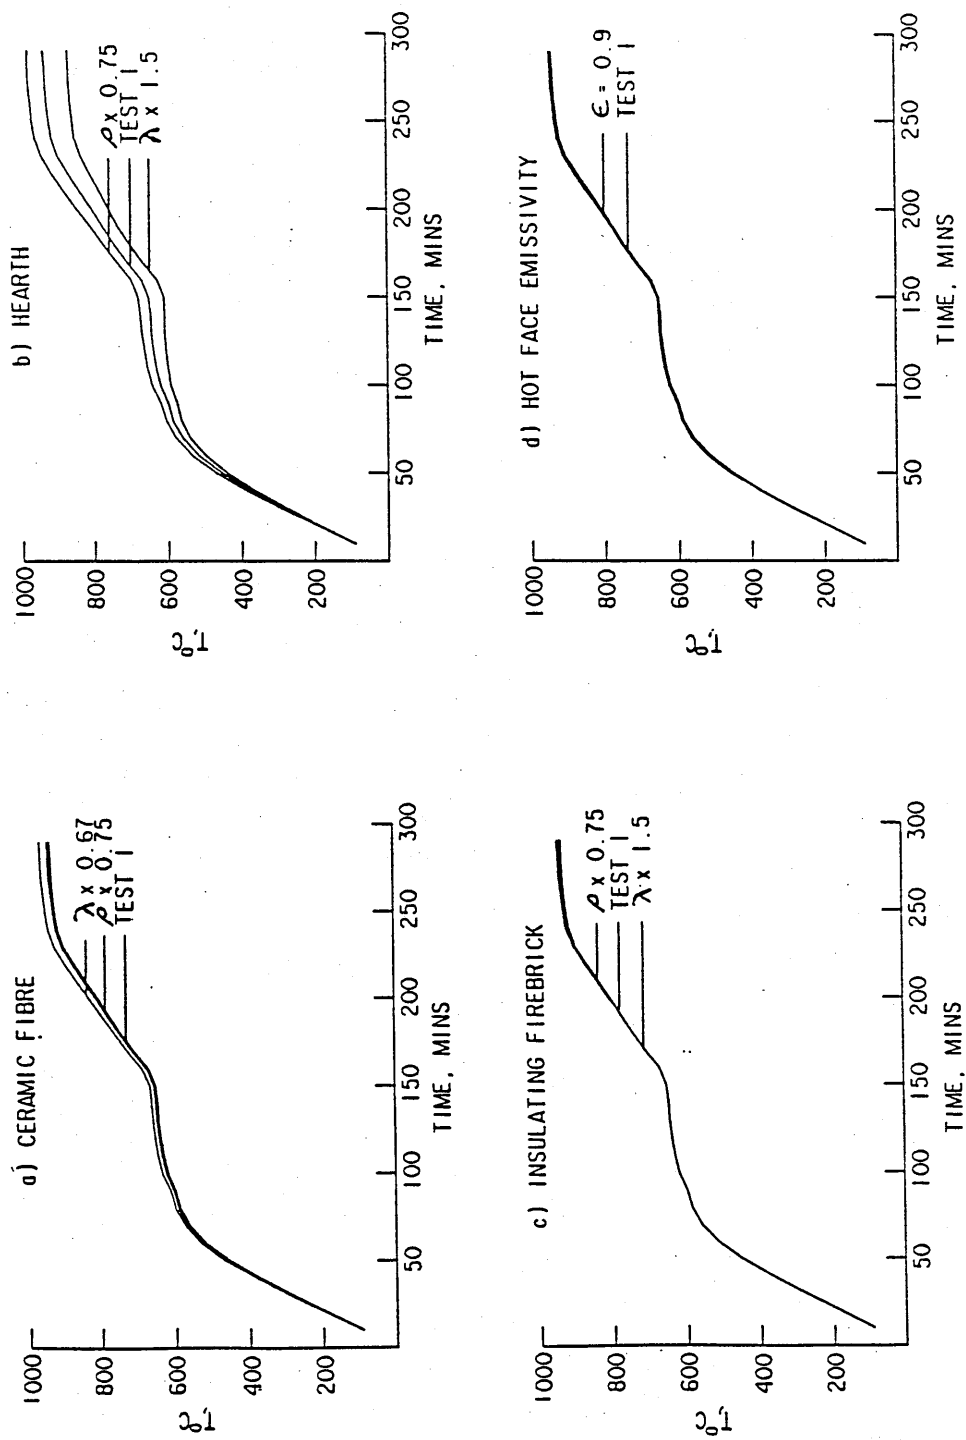 a) CERAMIC FIBRE
T,°C
1000
800
600
400
200
λ x 0.67
ρ x 0.75
TEST 1
50
100
150
200
250
300
TIME, MINS
b) HEARTH
T,°C
1000
800
600
400
200
ρ x 0.75
TEST 1
λ x 1.5
50
100
150
200
250
300
TIME, MINS
c) INSULATING FIREBRICK
T,°C
1000
800
600
400
200
ρ x 0.75
TEST 1
λ x 1.5
50
100
150
200
250
300
TIME, MINS
d) HOT FACE EMISSIVITY
T,°C
1000
800
600
400
200
ϵ = 0.9
TEST 1
50
100
150
200
250
300
TIME, MINS